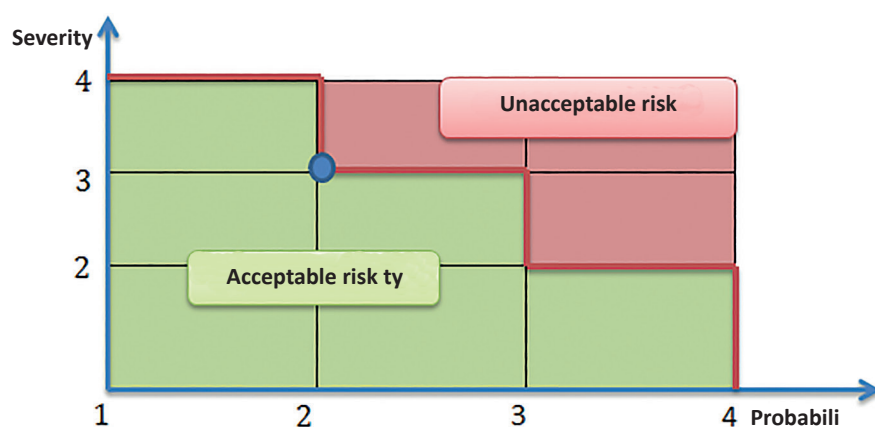 Severity
4
Unacceptable risk
3
Acceptable risk ty
2
1 2 3 4 Probabili